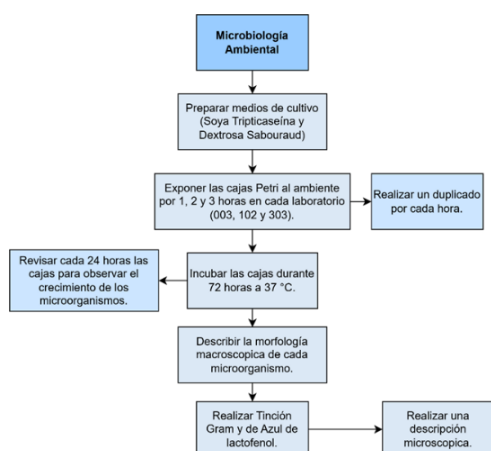 Microbiología
Ambiental
Preparar medios de cultivo
(Soya Tripticaseína y
Dextrosa Sabouraud)
Exponer las cajas Petri al ambiente
por 1, 2 y 3 horas en cada laboratorio
(003, 102 y 303).
Realizar un duplicado
por cada hora.
Revisar cada 24 horas las
cajas para observar el
crecimiento de los
microorganismos.
Incubar las cajas durante
72 horas a 37 °C.
Describir la morfología
macroscopica de cada
microorganismo.
Realizar Tinción
Gram y de Azul de
lactofenol.
Realizar una
descripción
microscopica.